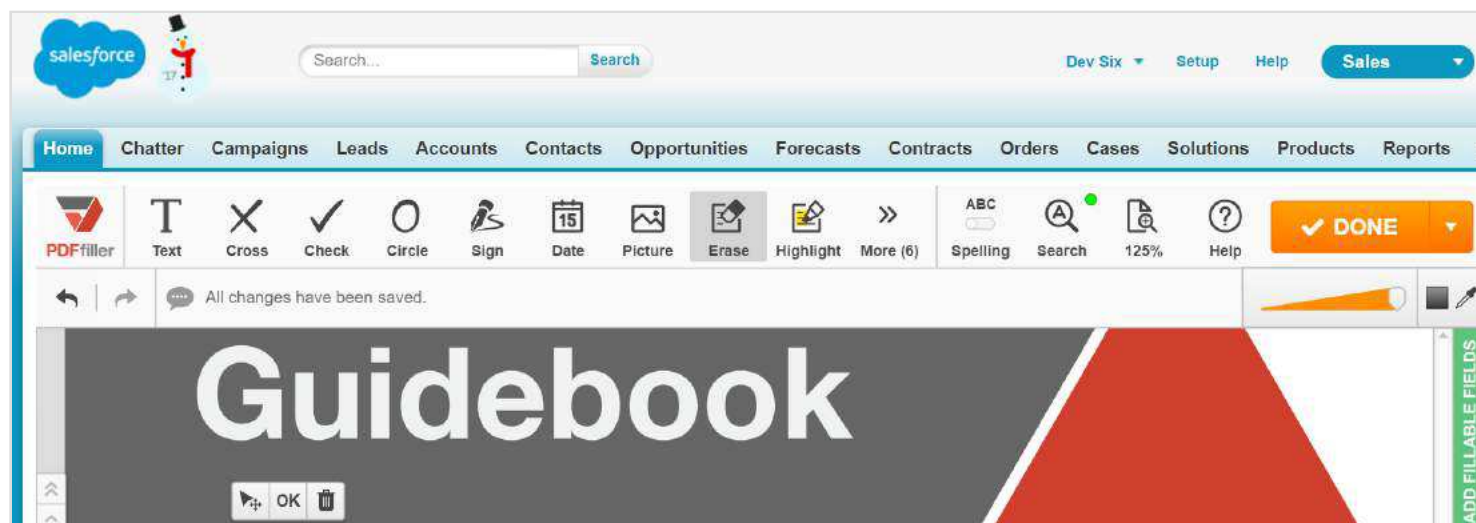 salesforce
'17
Search... Search
Dev Six Setup Help Sales
Home Chatter Campaigns Leads Accounts Contacts Opportunities Forecasts Contracts Orders Cases Solutions Products Reports
ABC
15
PDFfiller Text Cross Check Circle Sign Date Picture Erase Highlight More (6) Spelling Search 125% Help DONE
All changes have been saved.
Guidebook
OK
ADD FILLABLE FIELDS